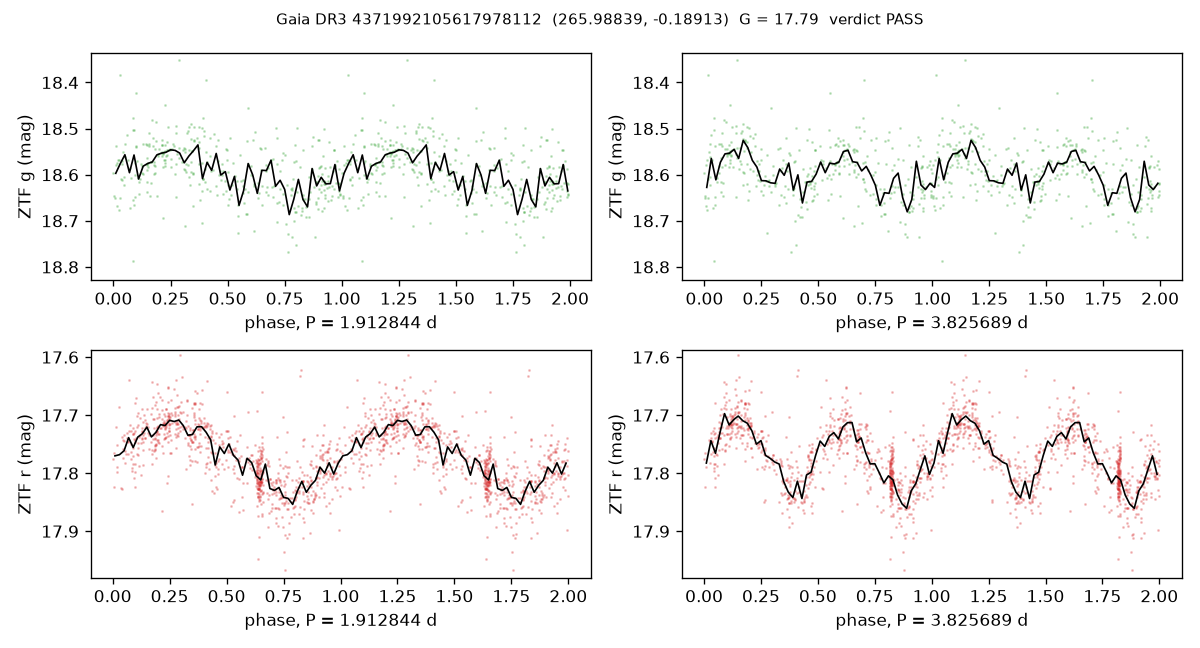 Gaia DR3 4371992105617978112 (265.98839, -0.18913) G = 17.79 verdict PASS
ZTF g (mag)
18.4
18.5
18.6
18.7
18.8
0.00 0.25 0.50 0.75 1.00 1.25 1.50 1.75 2.00
phase, P = 1.912844 d
ZTF g (mag)
18.4
18.5
18.6
18.7
18.8
0.00 0.25 0.50 0.75 1.00 1.25 1.50 1.75 2.00
phase, P = 3.825689 d
ZTF r (mag)
17.6
17.7
17.8
17.9
0.00 0.25 0.50 0.75 1.00 1.25 1.50 1.75 2.00
phase, P = 1.912844 d
ZTF r (mag)
17.6
17.7
17.8
17.9
0.00 0.25 0.50 0.75 1.00 1.25 1.50 1.75 2.00
phase, P = 3.825689 d